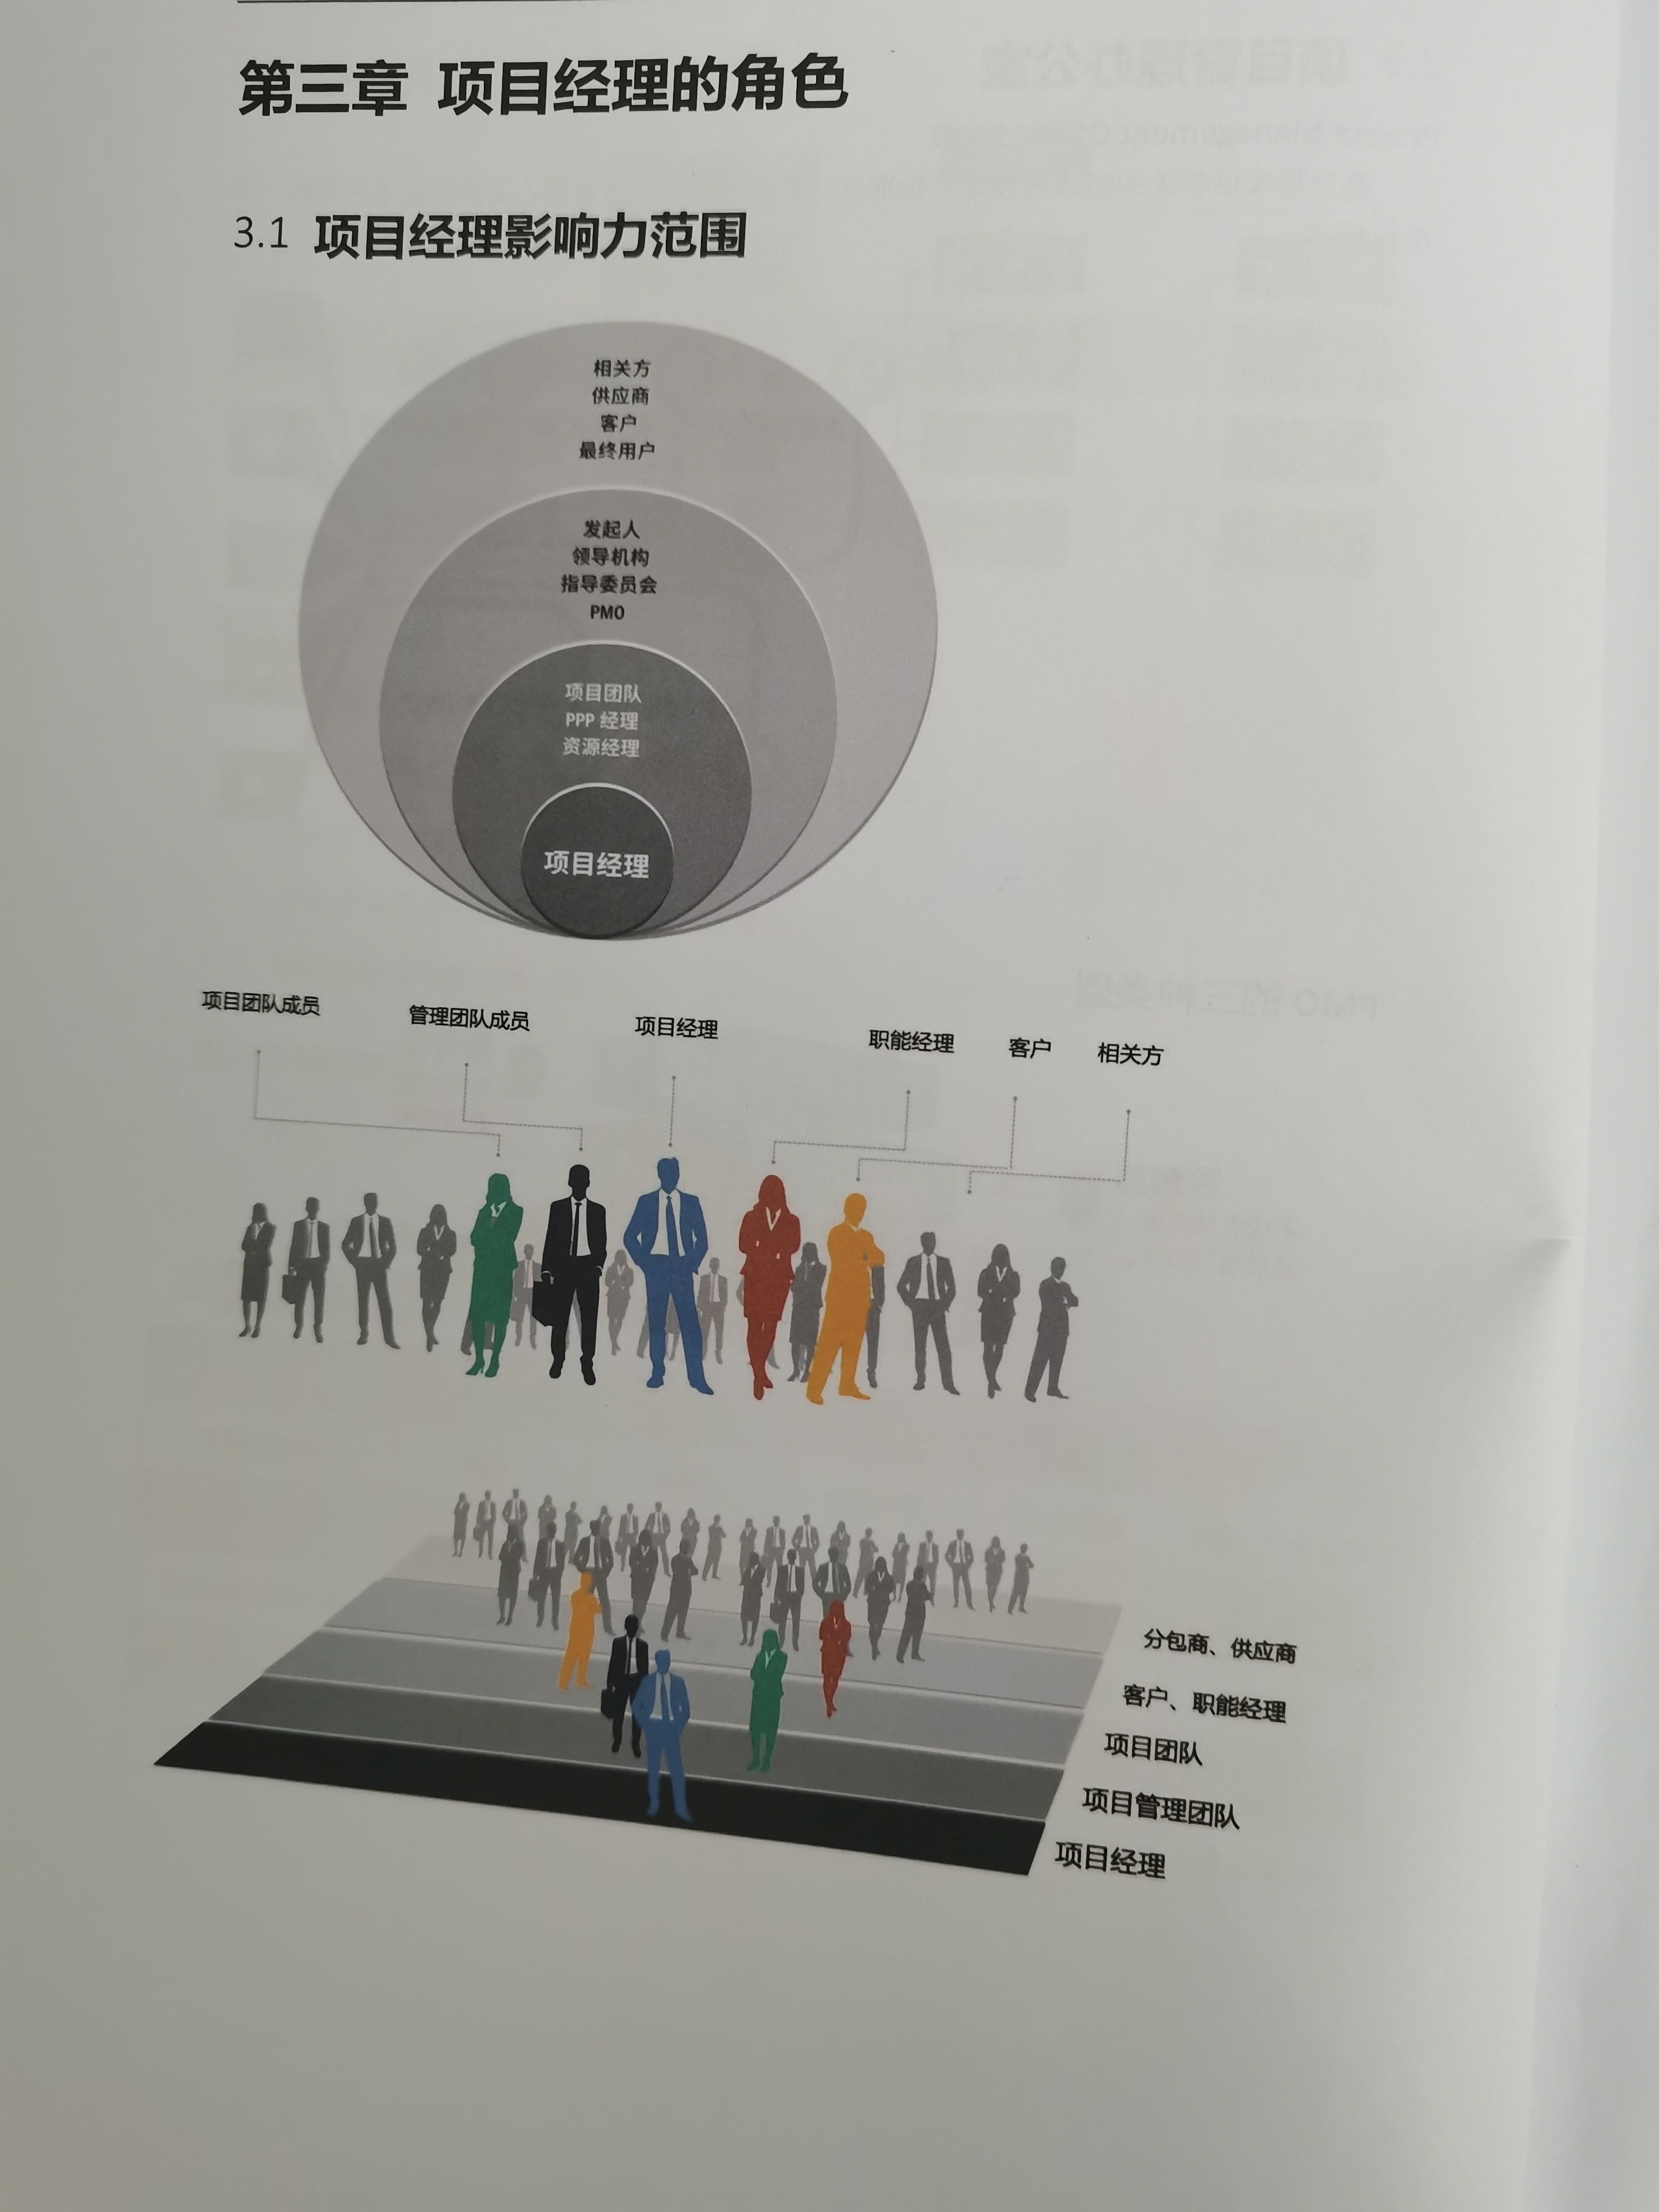 第三章 项目经理的角色
3.1 项目经理影响力范围
相关方
供应商
客户
最终用户
发起人
领导机构
指导委员会
PMO
项目团队
PPP 经理
资源经理
项目经理
项目团队成员 管理团队成员 项目经理 职能经理 客户 相关方
分包商、供应商
客户、职能经理
项目团队
项目管理团队
项目经理